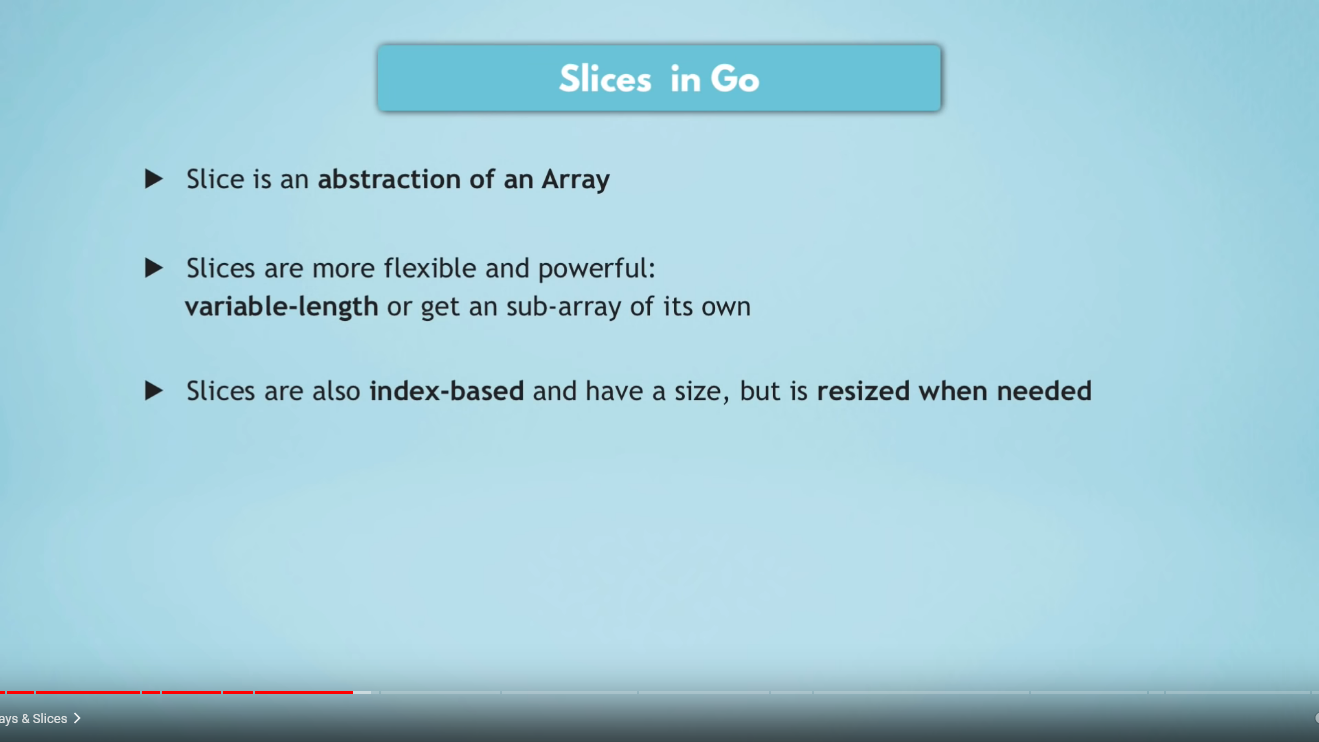 Slices in Go
Slice is an abstraction of an Array
Slices are more flexible and powerful:
variable-length or get an sub-array of its own
Slices are also index-based and have a size, but is resized when needed
ays & Slices